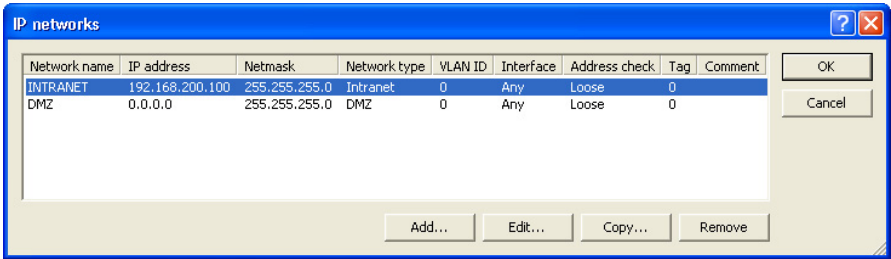 IP networks
Network name IP address Netmask Network type VLAN ID Interface Address check Tag Comment
INTRANET 192.168.200.100 255.255.255.0 Intranet 0 Any Loose 0
DMZ 0.0.0.0 255.255.255.0 DMZ 0 Any Loose 0
OK
Cancel
Add... Edit... Copy... Remove